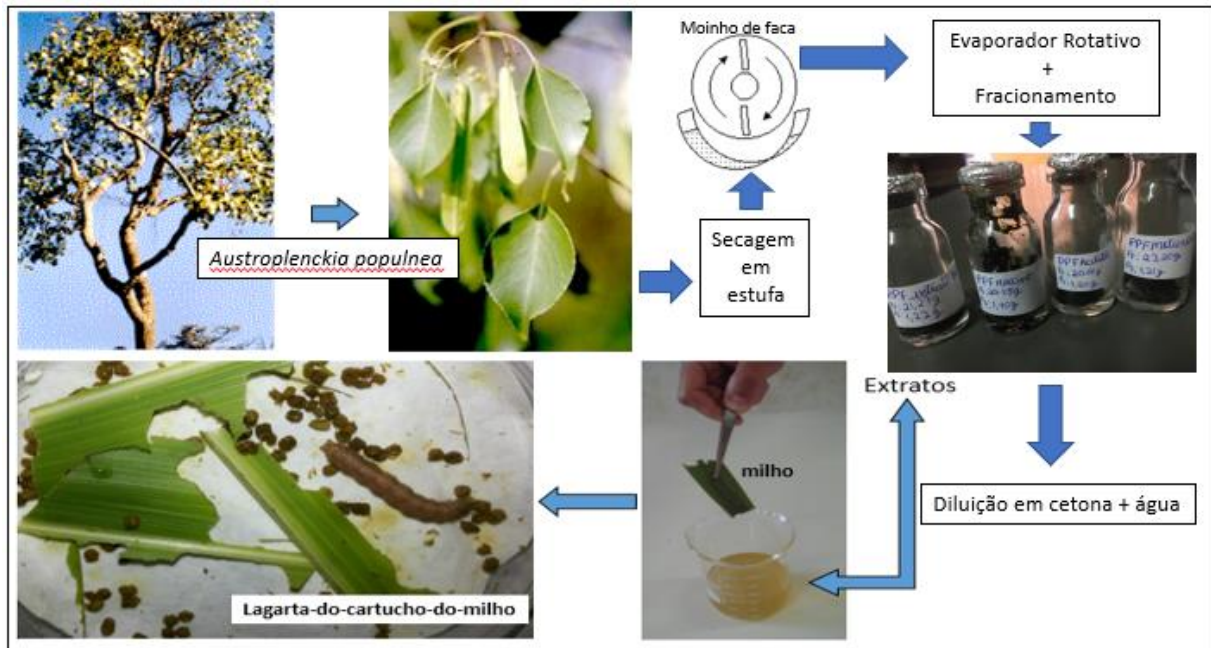 Moinho de faca
Evaporador Rotativo
+
Fracionamento
Austroplenckia populnea
Secagem
em
estufa
Extratos
milho
Diluição em cetona + água
Lagarta-do-cartucho-do-milho